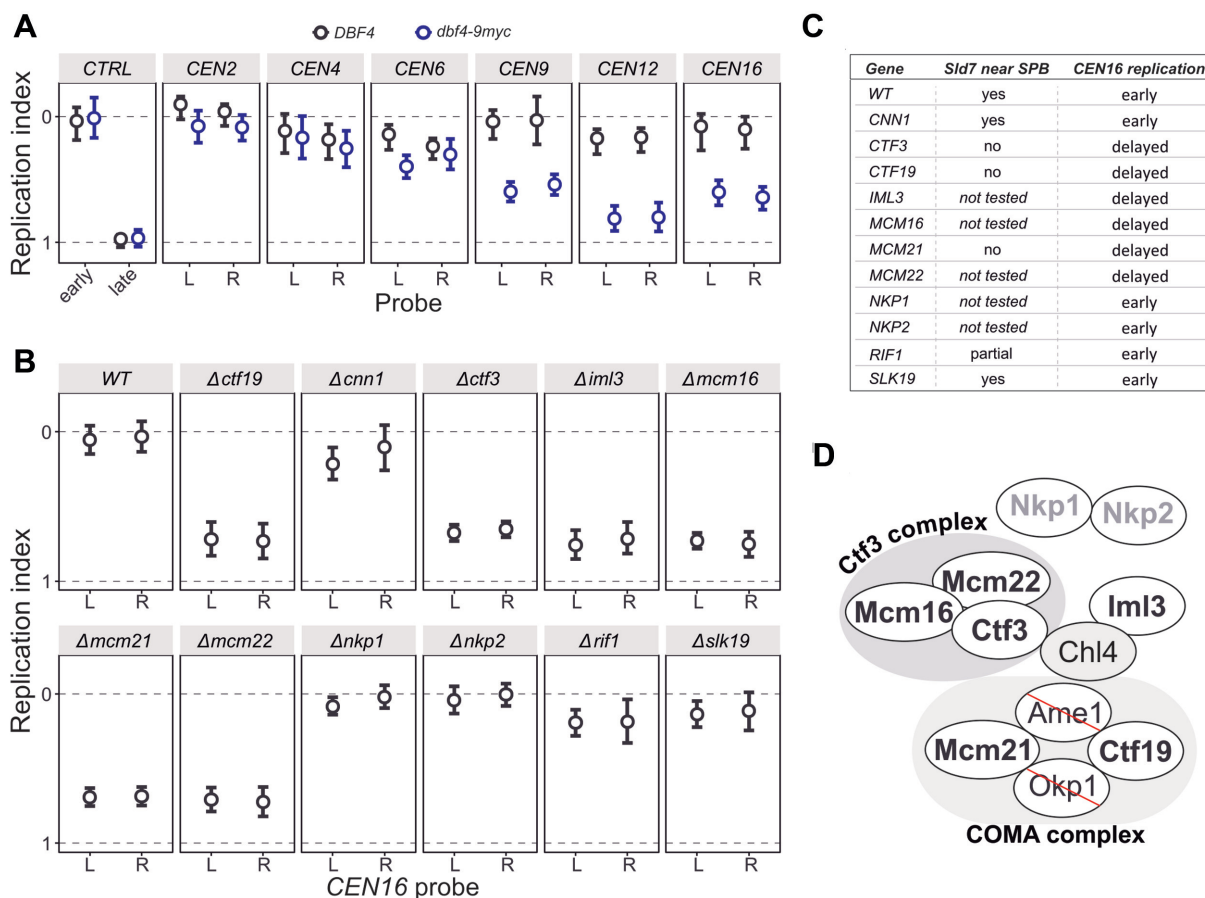 A
DBF4 dbf4-9myc
CTRL CEN2 CEN4 CEN6 CEN9 CEN12 CEN16
Replication index
0
1
early late L R L R L R L R L R L R
Probe
B
WT Δctf19 Δcnn1 Δctf3 Δiml3 Δmcm16
0
1
L R L R L R L R L R L R
Replication index
Δmcm21 Δmcm22 Δnkp1 Δnkp2 Δrif1 Δslk19
0
1
L R L R L R L R L R L R
CEN16 probe
C
Gene Sld7 near SPB CEN16 replication
WT yes early
CNN1 yes early
CTF3 no delayed
CTF19 no delayed
IML3 not tested delayed
MCM16 not tested delayed
MCM21 no delayed
MCM22 not tested delayed
NKP1 not tested early
NKP2 not tested early
RIF1 partial early
SLK19 yes early
D
Nkp1 Nkp2
Ctf3 complex
Mcm22
Mcm16
Ctf3
Iml3
Chl4
Ame1
Mcm21 Ctf19
Okp1
COMA complex